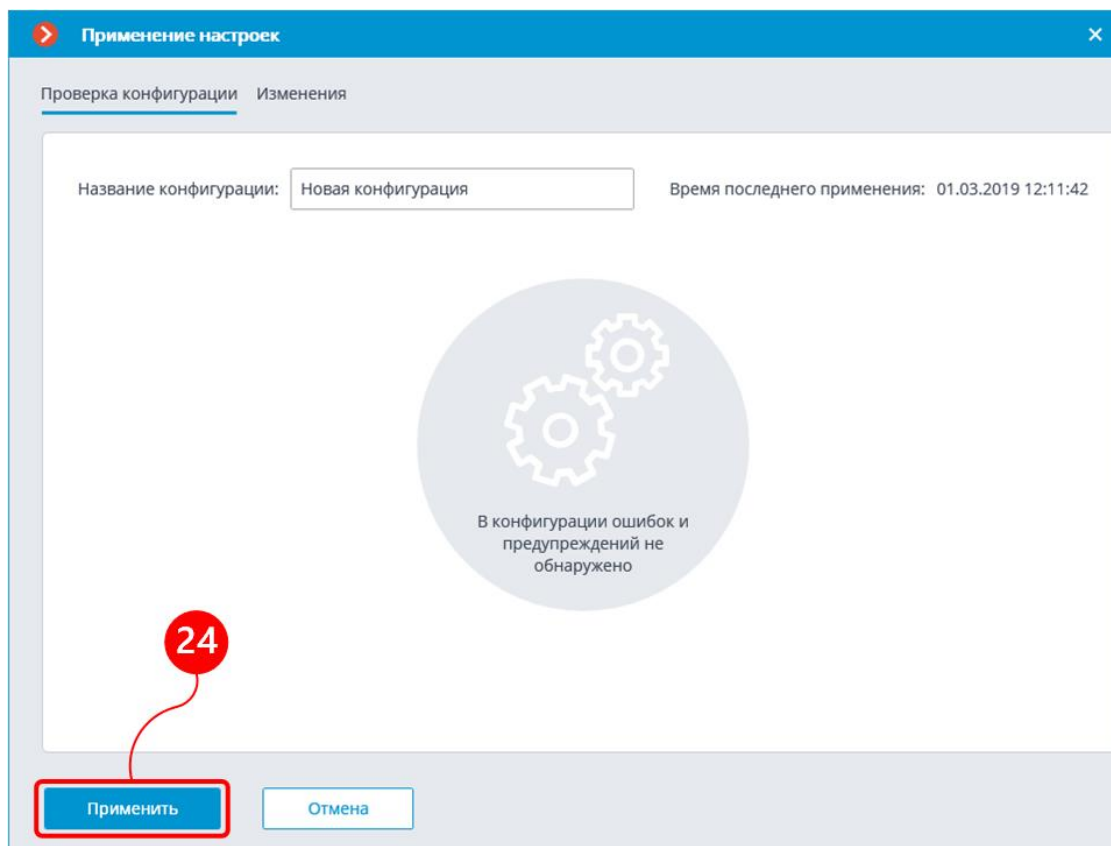 Применение настроек
Проверка конфигурации Изменения
Название конфигурации: Новая конфигурация Время последнего применения: 01.03.2019 12:11:42
В конфигурации ошибок и
предупреждений не
обнаружено
24
Применить Отмена